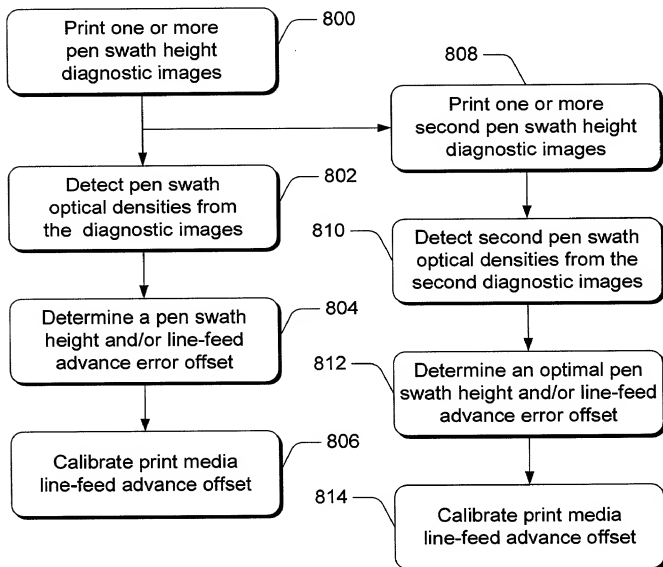 Print one or more
pen swath height
diagnostic images
800
808
Print one or more
second pen swath height
diagnostic images
Detect pen swath
optical densities from
the diagnostic images
802
810
Detect second pen swath
optical densities from the
second diagnostic images
Determine a pen swath
height and/or line-feed
advance error offset
804
812
Determine an optimal pen
swath height and/or line-feed
advance error offset
Calibrate print media
line-feed advance offset
806
814
Calibrate print media
line-feed advance offset